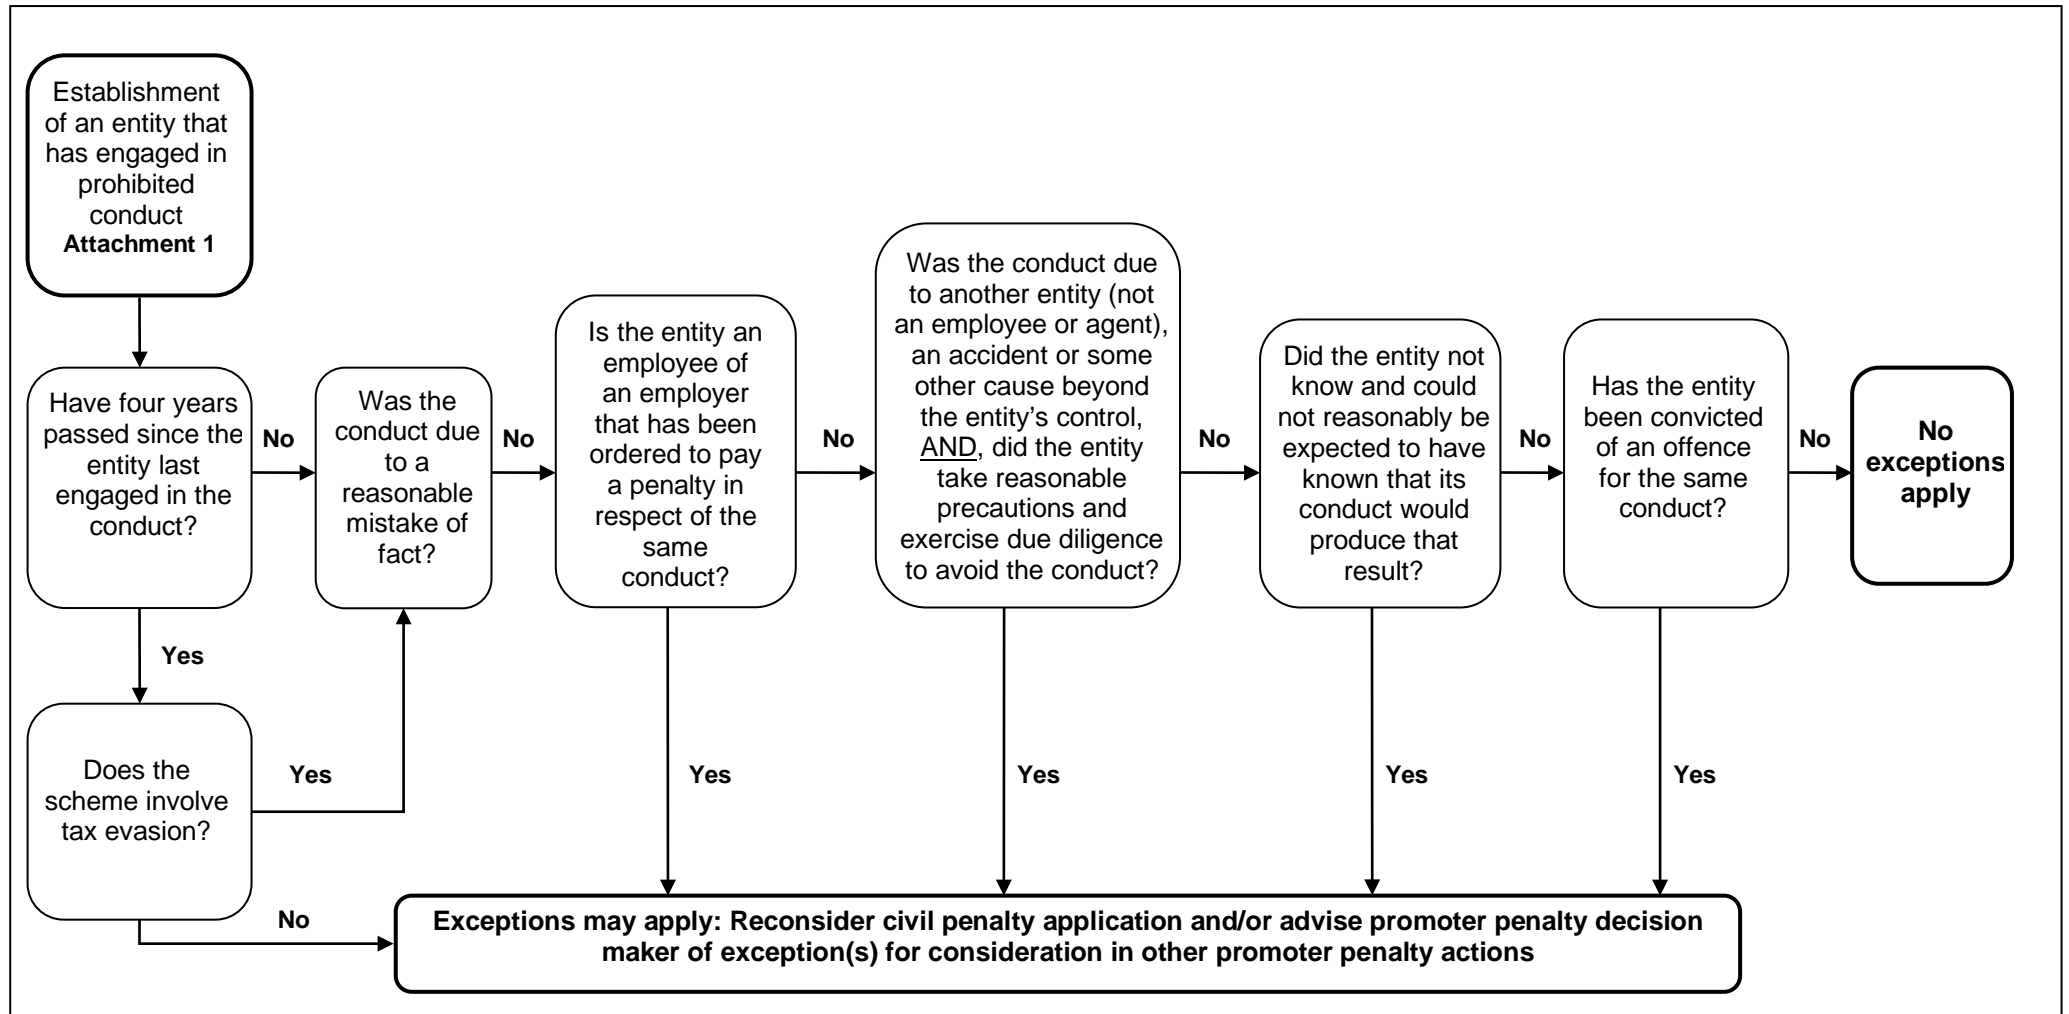 Establishment
of an entity that
has engaged in
prohibited
conduct
Attachment 1
Have four years
passed since the
entity last
engaged in the
conduct?
No
Was the
conduct due
to a
reasonable
mistake of
fact?
No
Is the entity an
employee of
an employer
that has been
ordered to pay
a penalty in
respect of the
same
conduct?
No
Was the conduct due
to another entity (not
an employee or agent),
an accident or some
other cause beyond
the entity’s control,
AND, did the entity
take reasonable
precautions and
exercise due diligence
to avoid the conduct?
No
Did the entity not
know and could
not reasonably be
expected to have
known that its
conduct would
produce that
result?
No
Has the entity
been convicted
of an offence
for the same
conduct?
No
No
exceptions
apply
Yes
Does the
scheme involve
tax evasion?
Yes
Yes
Yes
Yes
Yes
No
Exceptions may apply: Reconsider civil penalty application and/or advise promoter penalty decision
maker of exception(s) for consideration in other promoter penalty actions